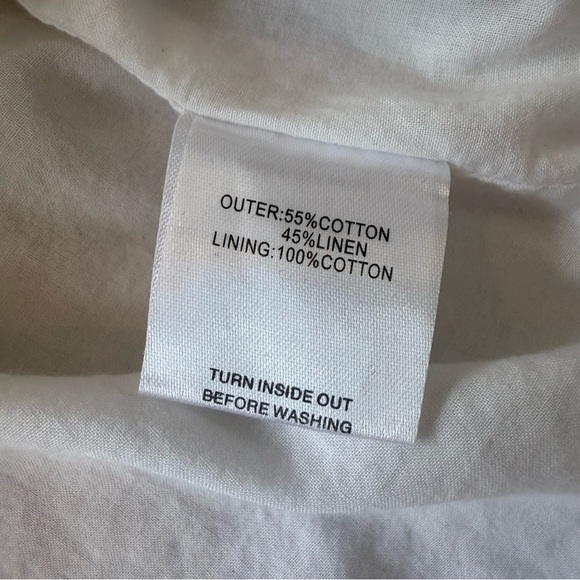 OUTER:55%COTTON
45%LINEN
LINING:100%COTTON
TURN INSIDE OUT
BEFORE WASHING